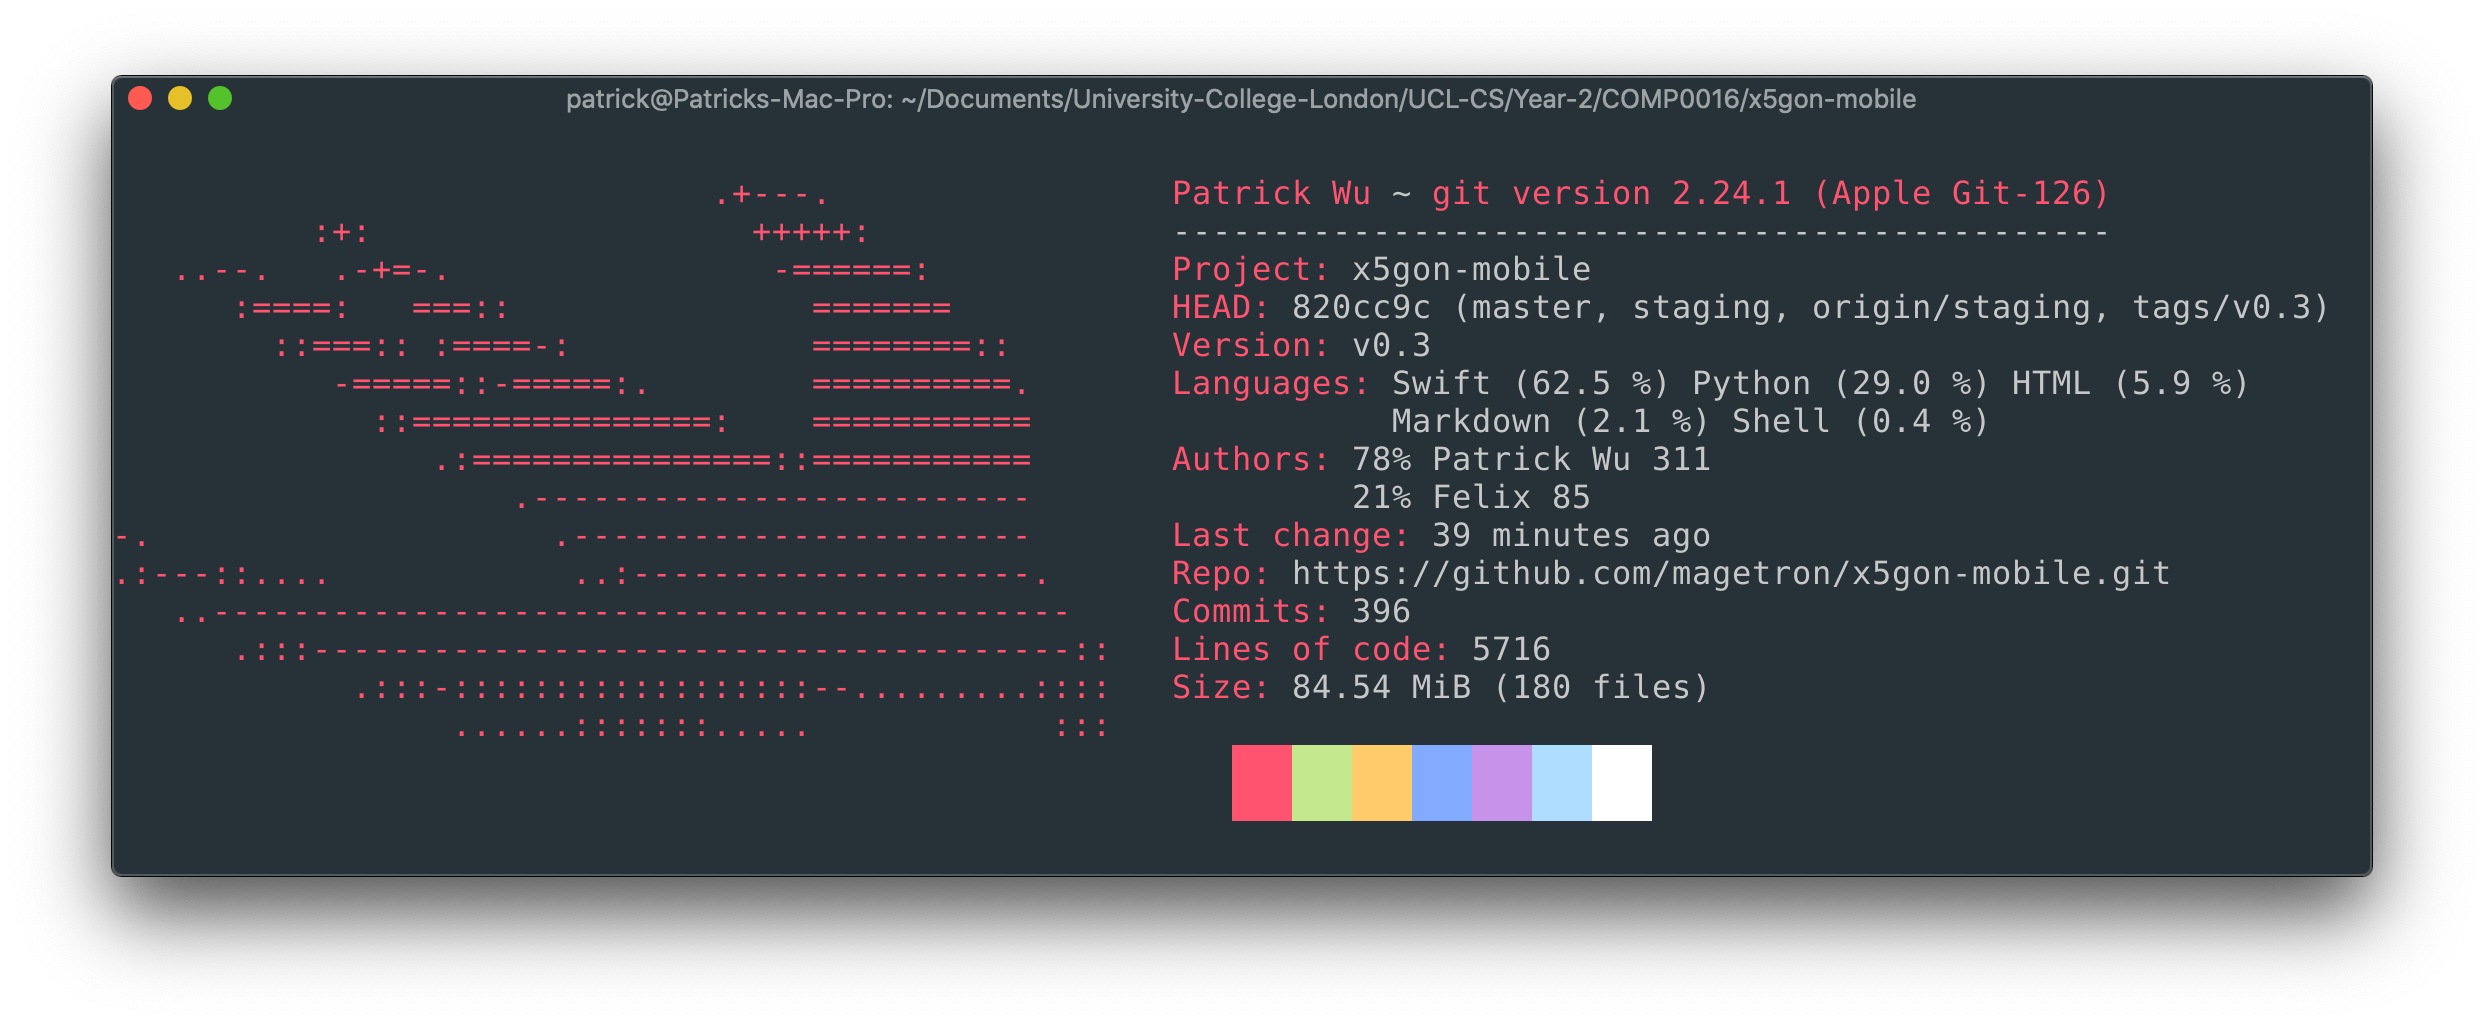 patrick@Patricks-Mac-Pro: ~/Documents/University-College-London/UCL-CS/Year-2/COMP0016/x5gon-mobile
Patrick Wu ~ git version 2.24.1 (Apple Git-126)
-----------------------------------------------
Project: x5gon-mobile
HEAD: 820cc9c (master, staging, origin/staging, tags/v0.3)
Version: v0.3
Languages: Swift (62.5 %) Python (29.0 %) HTML (5.9 %)
Markdown (2.1 %) Shell (0.4 %)
Authors: 78% Patrick Wu 311
21% Felix 85
Last change: 39 minutes ago
Repo: https://github.com/magetron/x5gon-mobile.git
Commits: 396
Lines of code: 5716
Size: 84.54 MiB (180 files)